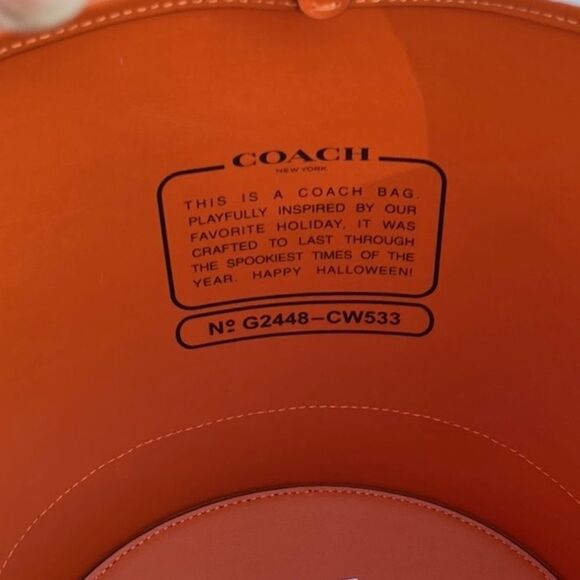 COACH
NEW YORK
THIS IS A COACH BAG.
PLAYFULLY INSPIRED BY OUR
FAVORITE HOLIDAY, IT WAS
CRAFTED TO LAST THROUGH
THE SPOOKIEST TIMES OF THE
YEAR. HAPPY HALLOWEEN!
Nº G2448-CW533